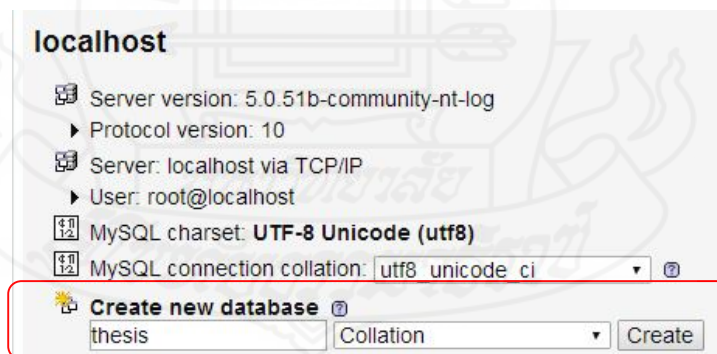 localhost
Server version: 5.0.51b-community-nt-log
Protocol version: 10
Server: localhost via TCP/IP
User: root@localhost
MySQL charset: UTF-8 Unicode (utf8)
MySQL connection collation: utf8_unicode_ci
Create new database
thesis Collation Create